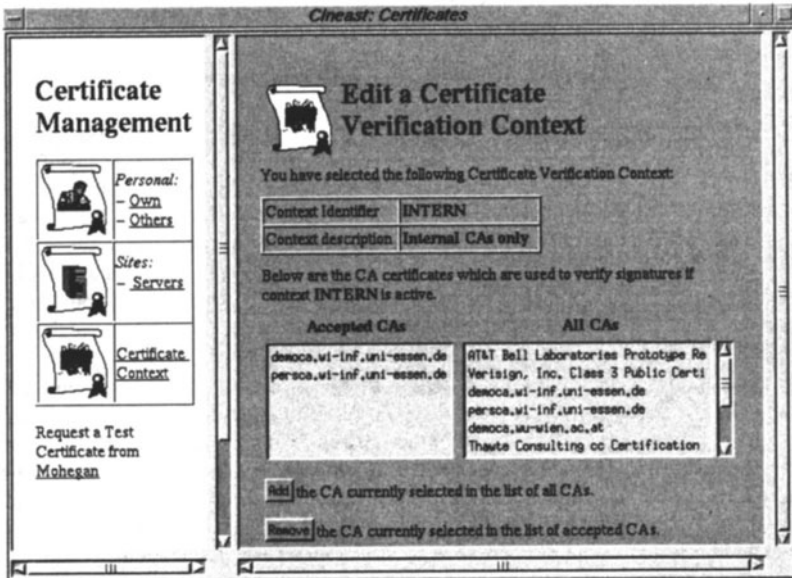 Cineast: Certificates
Certificate
Management
Personal:
– Own
– Others
Sites:
– Servers
Certificate
Context
Request a Test
Certificate from
Mohegan
Edit a Certificate
Verification Context
You have selected the following Certificate Verification Context:
Context Identifier INTERN
Context description Internal CAs only
Below are the CA certificates which are used to verify signatures if
context INTERN is active.
Accepted CAs
democa.wi-inf.uni-essen.de
persca.wi-inf.uni-essen.de
All CAs
AT&T Bell Laboratories Prototype Re
Verisign, Inc. Class 3 Public Certi
democa.wi-inf.uni-essen.de
persca.wi-inf.uni-essen.de
democa.wu-wien.ac.at
Thawte Consulting cc Certification
Add the CA currently selected in the list of all CAs.
Remove the CA currently selected in the list of accepted CAs.